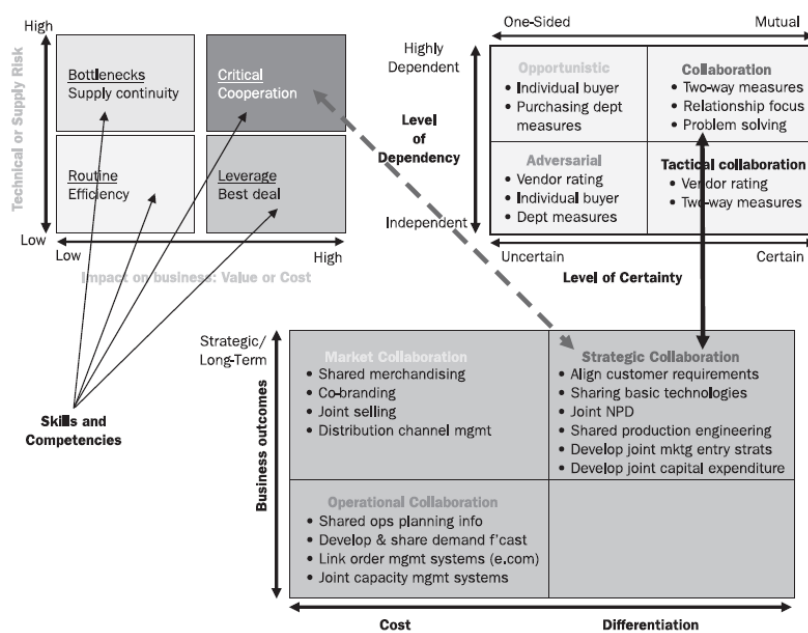 High
Technical or Supply Risk
Low
Bottlenecks
Supply continuity
Critical
Cooperation
Routine
Efficiency
Leverage
Best deal
Low
High
Impact on business: Value or Cost
Skills and
Competencies
One-Sided
Mutual
Highly
Dependent
Level
of
Dependency
Independent
Opportunistic
• Individual buyer
• Purchasing dept
measures
Collaboration
• Two-way measures
• Relationship focus
• Problem solving
Adversarial
• Vendor rating
• Individual buyer
• Dept measures
Tactical collaboration
• Vendor rating
• Two-way measures
Uncertain
Certain
Level of Certainty
Strategic/
Long-Term
Business outcomes
Market Collaboration
• Shared merchandising
• Co-branding
• Joint selling
• Distribution channel mgmt
Strategic Collaboration
• Align customer requirements
• Sharing basic technologies
• Joint NPD
• Shared production engineering
• Develop joint mktg entry strats
• Develop joint capital expenditure
Operational Collaboration
• Shared ops planning info
• Develop & share demand f'cast
• Link order mgmt systems (e.com)
• Joint capacity mgmt systems
Cost
Differentiation